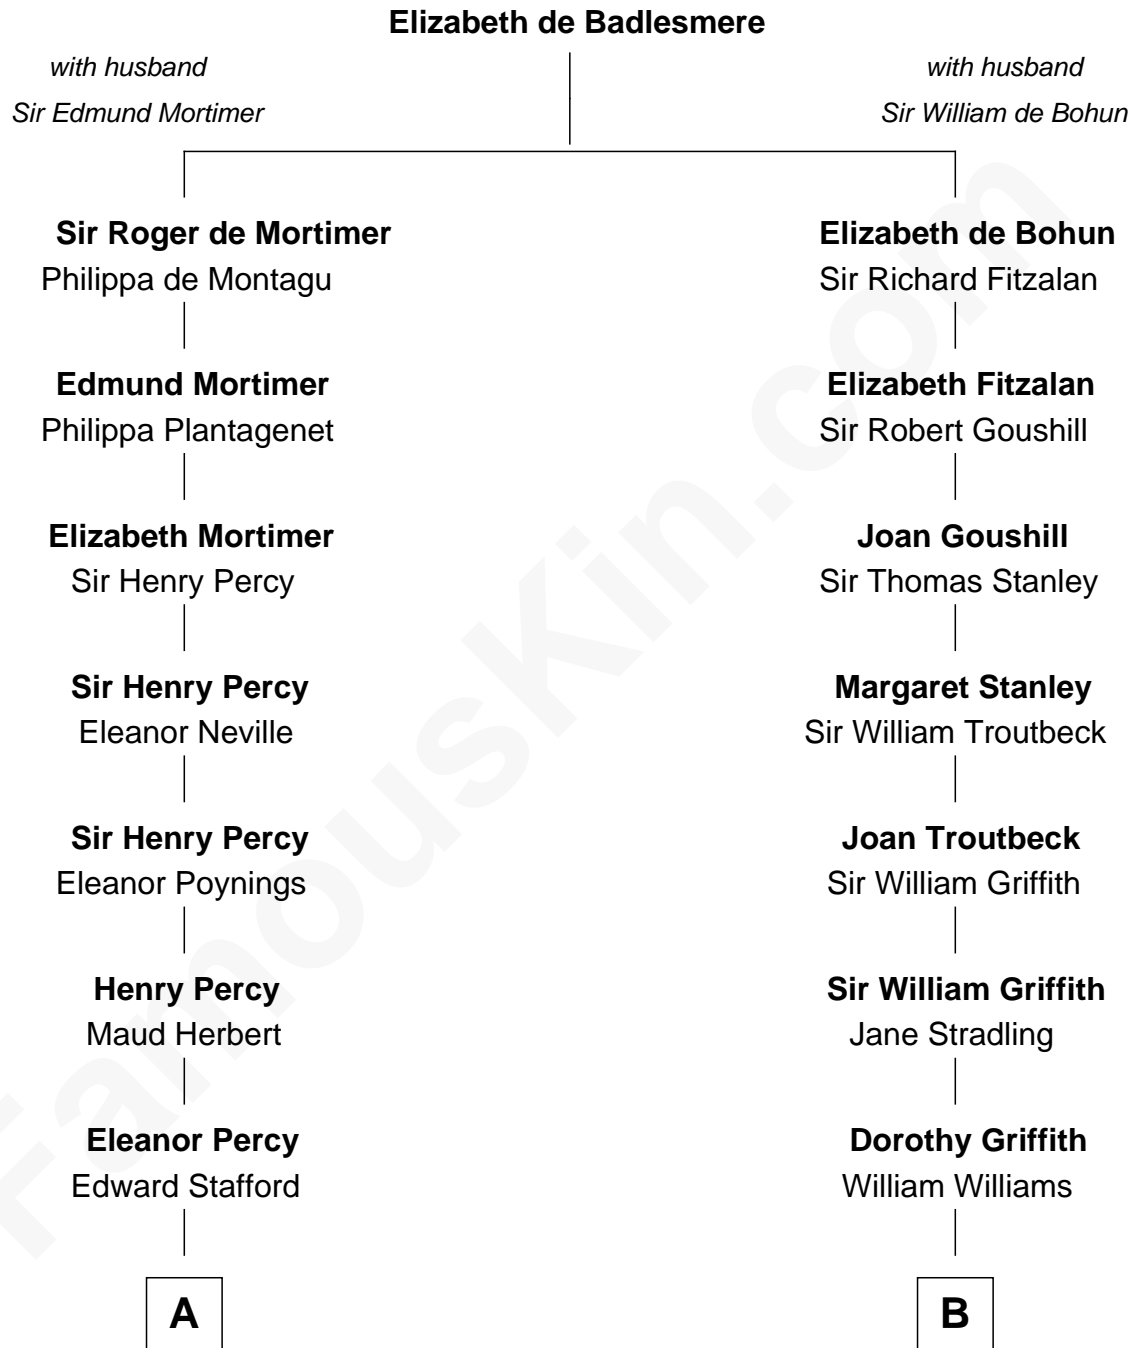 Elizabeth de Badlesmere
with husband
Sir Edmund Mortimer
with husband
Sir William de Bohun
Sir Roger de Mortimer
Philippa de Montagu
Edmund Mortimer
Philippa Plantagenet
Elizabeth Mortimer
Sir Henry Percy
Sir Henry Percy
Eleanor Neville
Sir Henry Percy
Eleanor Poynings
Henry Percy
Maud Herbert
Eleanor Percy
Edward Stafford
A
Elizabeth de Bohun
Sir Richard Fitzalan
Elizabeth Fitzalan
Sir Robert Goushill
Joan Goushill
Sir Thomas Stanley
Margaret Stanley
Sir William Troutbeck
Joan Troutbeck
Sir William Griffith
Sir William Griffith
Jane Stradling
Dorothy Griffith
William Williams
B
FamousKin.com